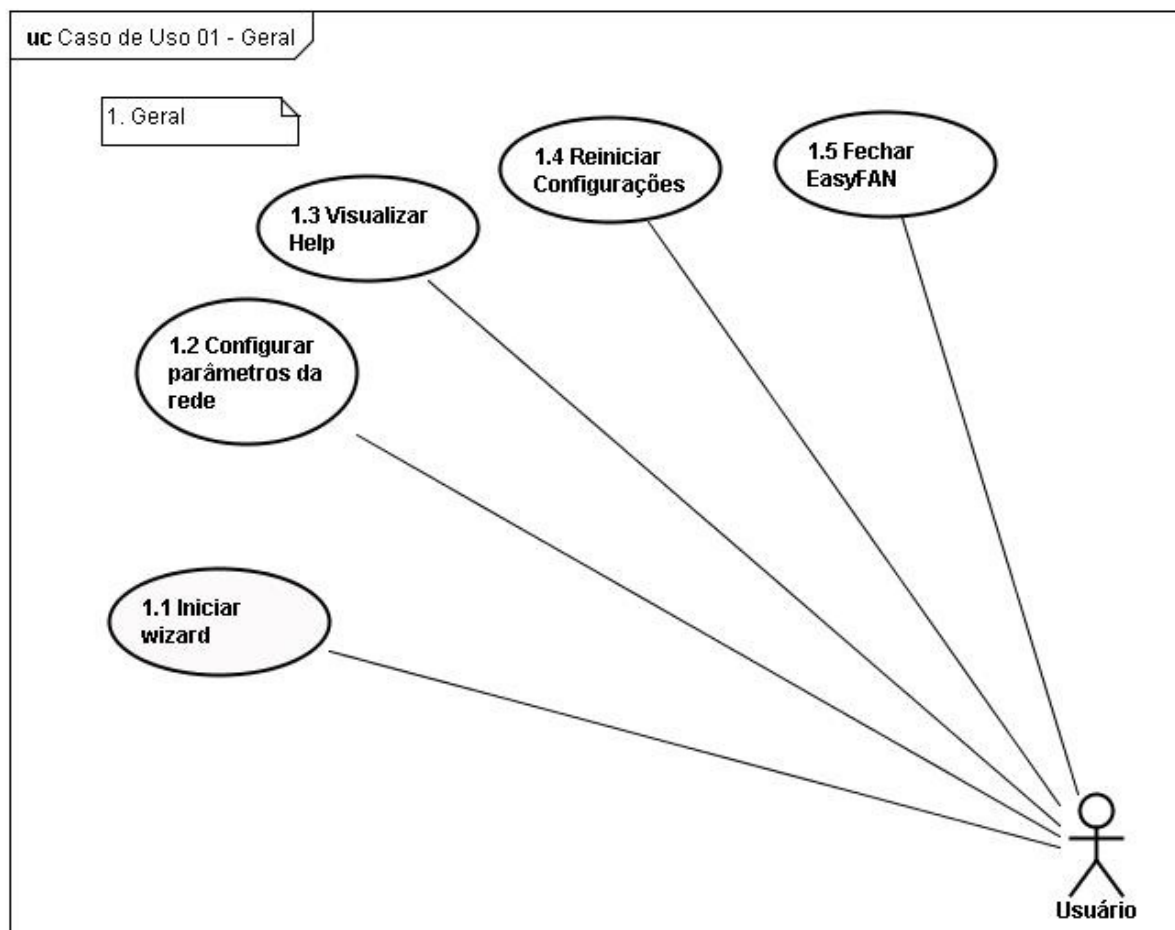 uc Caso de Uso 01 - Geral
1. Geral
1.4 Reiniciar
Configurações
1.5 Fechar
EasyFAN
1.3 Visualizar
Help
1.2 Configurar
parâmetros da
rede
1.1 Iniciar
wizard
Usuário